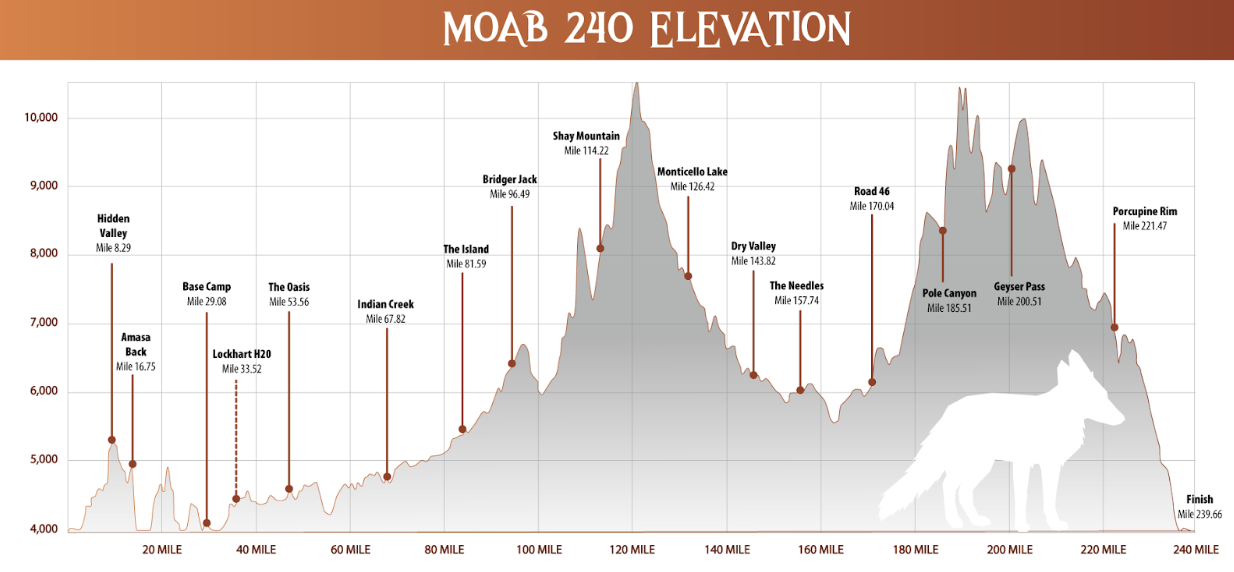 MOAB 240 ELEVATION
10,000
9,000
8,000
7,000
6,000
5,000
4,000
Hidden
Valley
Mile 8.29
Amasa
Back
Mile 16.75
Base Camp
Mile 29.08
Lockhart H20
Mile 33.52
The Oasis
Mile 53.56
Indian Creek
Mile 67.82
The Island
Mile 81.59
Bridger Jack
Mile 96.49
Shay Mountain
Mile 114.22
Monticello Lake
Mile 126.42
Dry Valley
Mile 143.82
The Needles
Mile 157.74
Road 46
Mile 170.04
Pole Canyon
Mile 185.51
Geyser Pass
Mile 200.51
Porcupine Rim
Mile 221.47
Finish
Mile 239.66
20 MILE
40 MILE
60 MILE
80 MILE
100 MILE
120 MILE
140 MILE
160 MILE
180 MILE
200 MILE
220 MILE
240 MILE